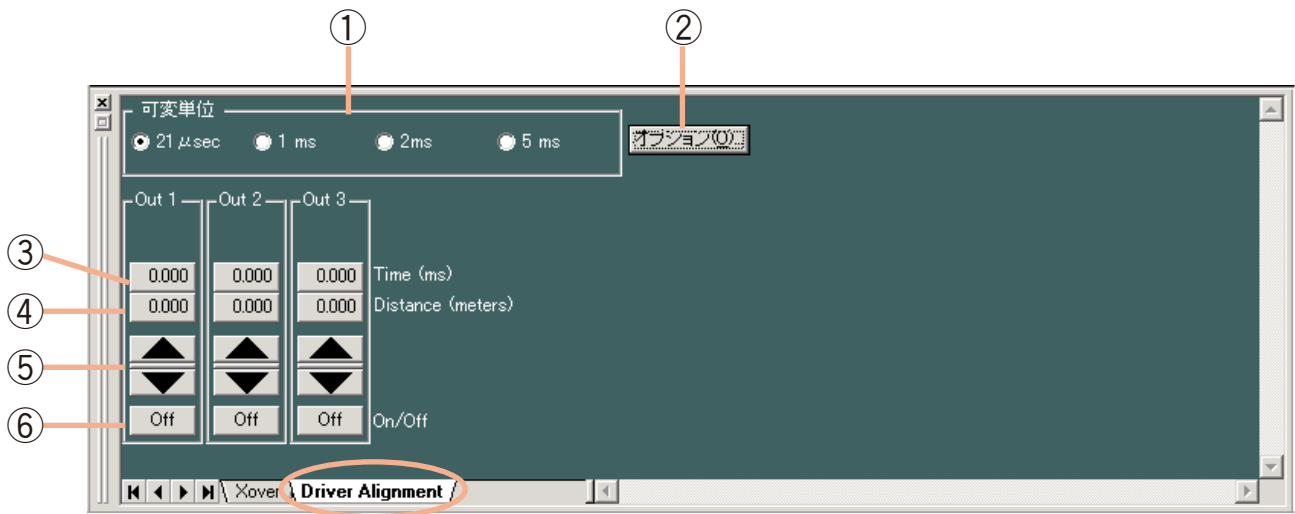 ① ②
可変単位
21μsec 1 ms 2ms 5 ms
オプション(O)...
Out 1 Out 2 Out 3
③ 0.000 0.000 0.000 Time (ms)
④ 0.000 0.000 0.000 Distance (meters)
⑤
⑥ Off Off Off On/Off
Xover Driver Alignment